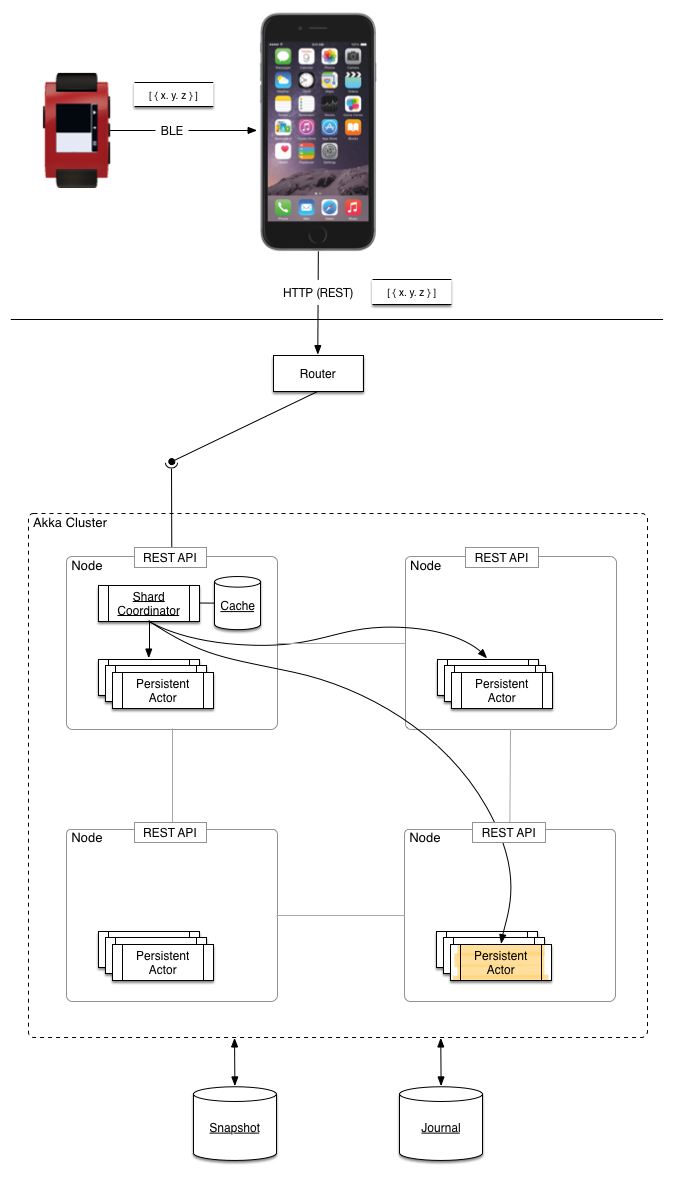 [ { x. y. z } ]
BLE
HTTP (REST)
[ { x. y. z } ]
Router
Akka Cluster
REST API
REST API
Node
Node
Shard
Coordinator
Cache
Persistent
Actor
Persistent
Actor
REST API
REST API
Node
Node
Persistent
Actor
Persistent
Actor
Snapshot
Journal